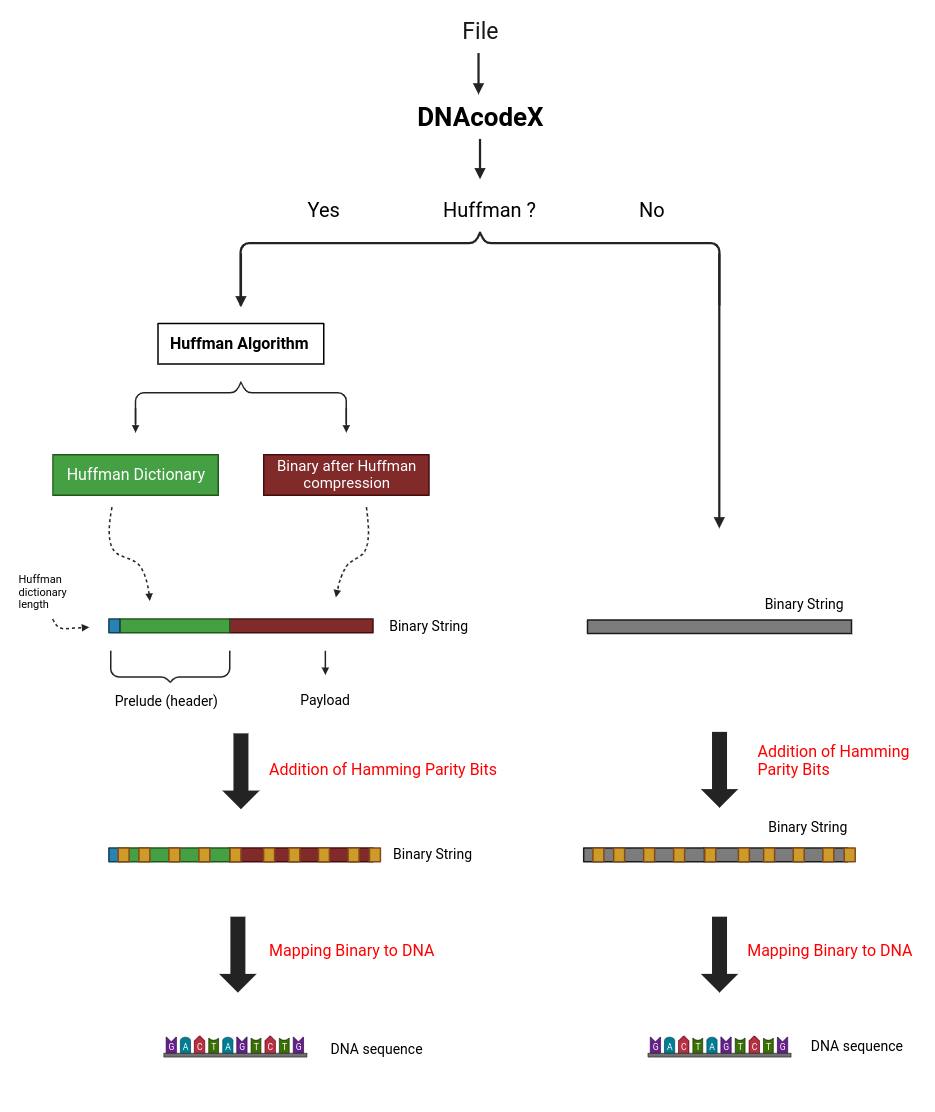 File
DNAcodeX
Yes
Huffman ?
No
Huffman Algorithm
Huffman Dictionary
Binary after Huffman
compression
Huffman
dictionary
length
Binary String
Binary String
Prelude (header)
Payload
Addition of Hamming Parity Bits
Addition of Hamming
Parity Bits
Binary String
Binary String
Mapping Binary to DNA
Mapping Binary to DNA
G A C T A G T C T G
DNA sequence
G A C T A G T C T G
DNA sequence